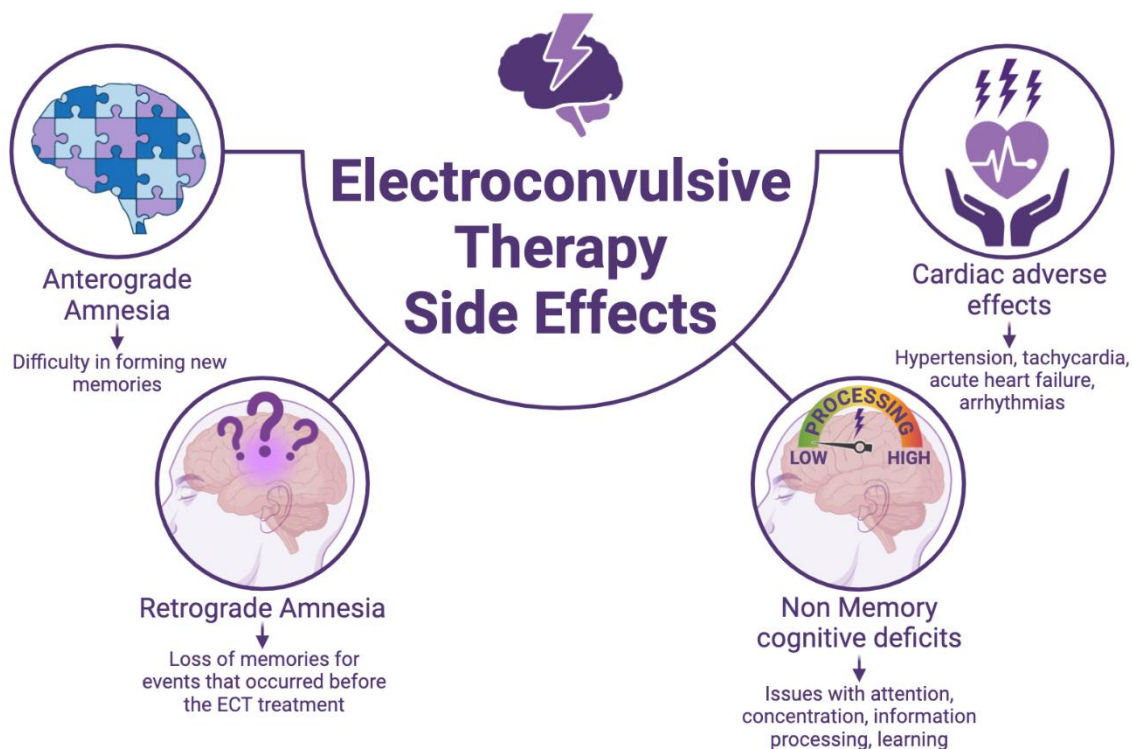 Electroconvulsive
Therapy
Side Effects
Anterograde
Amnesia
Difficulty in forming new
memories
???
Retrograde Amnesia
Loss of memories for
events that occurred before
the ECT treatment
PROCESSING
LOW HIGH
Non Memory
cognitive deficits
Issues with attention,
concentration, information
processing, learning
Cardiac adverse
effects
Hypertension, tachycardia,
acute heart failure,
arrhythmias